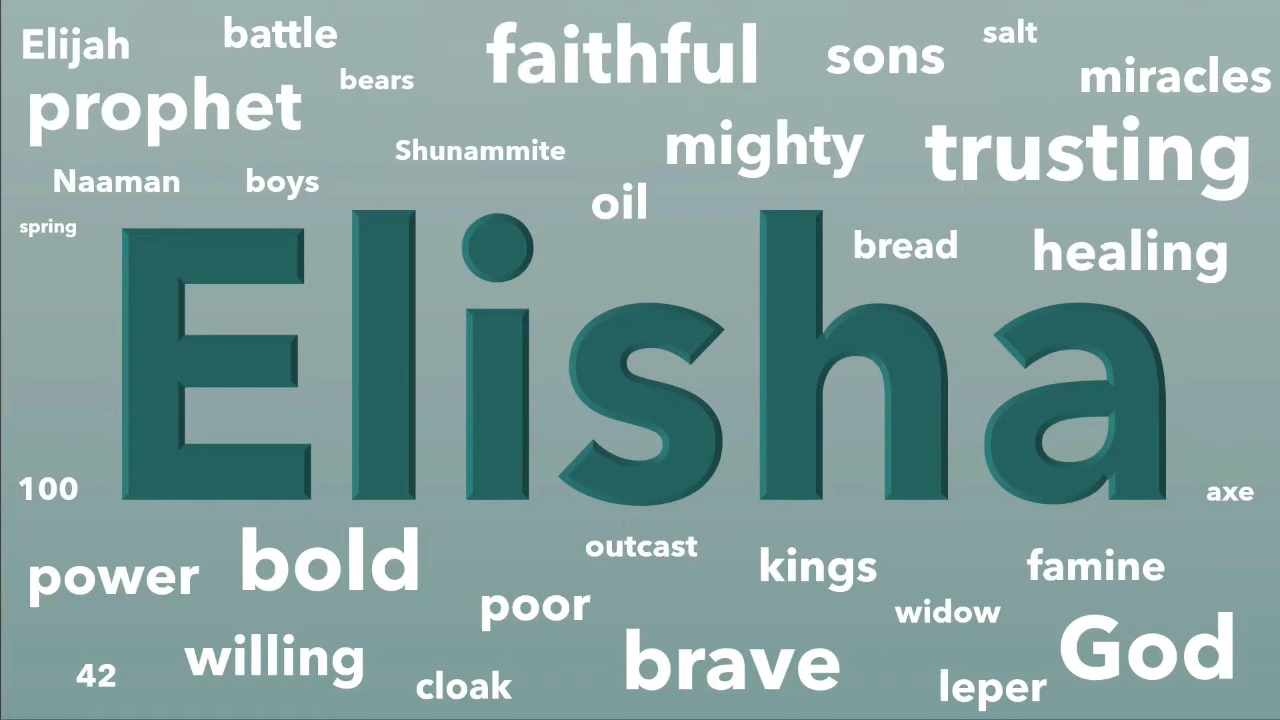 Elijah
battle
faithful
sons
salt
miracles
prophet
bears
Shunammite
mighty
trusting
Naaman
boys
oil
spring
bread
healing
Elisha
100
axe
power
bold
outcast
kings
famine
poor
widow
42
willing
cloak
brave
leper
God